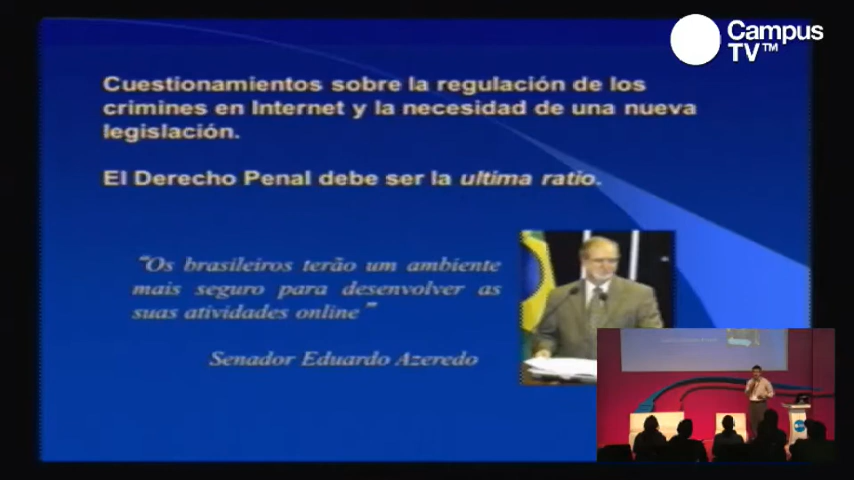 Campus
TV™
Cuestionamientos sobre la regulación de los
crimines en Internet y la necesidad de una nueva
legislación.
El Derecho Penal debe ser la ultima ratio.
"Os brasileiros terão um ambiente
mais seguro para desenvolver as
suas atividades online"
Senador Eduardo Azeredo